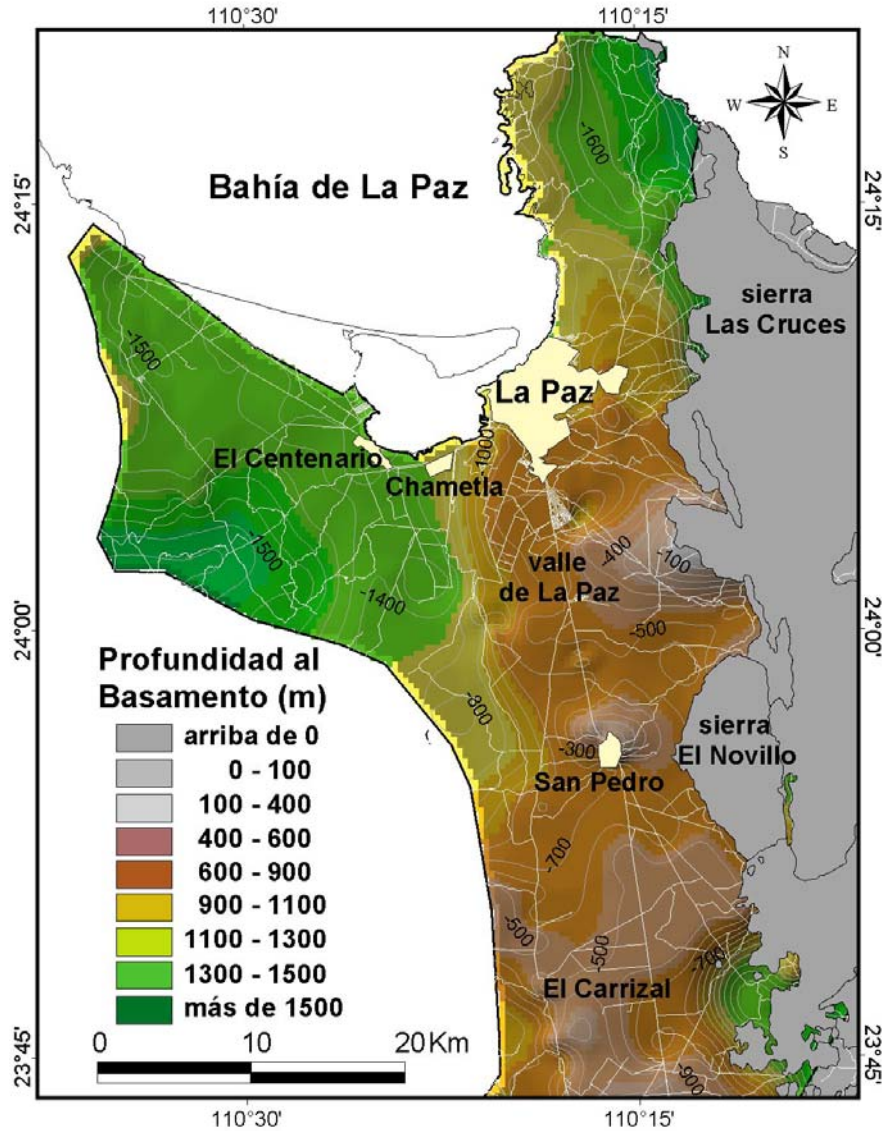 110°30'
110°15'
N
W
E
S
-1600
Bahía de La Paz
24°15'
24°15'
sierra
Las Cruces
-1500
La Paz
-1000
El Centenario
Chametla
-1500
-400
-100
valle
de La Paz
-1400
-500
24°00'
24°00'
Profundidad al
Basamento (m)
arriba de 0
0 - 100
100 - 400
400 - 600
600 - 900
900 - 1100
1100 - 1300
1300 - 1500
más de 1500
-800
sierra
El Novillo
-300
San Pedro
-700
-500
-500
-700
El Carrizal
0
10
20Km
23°45'
23°45'
-900
110°30'
110°15'